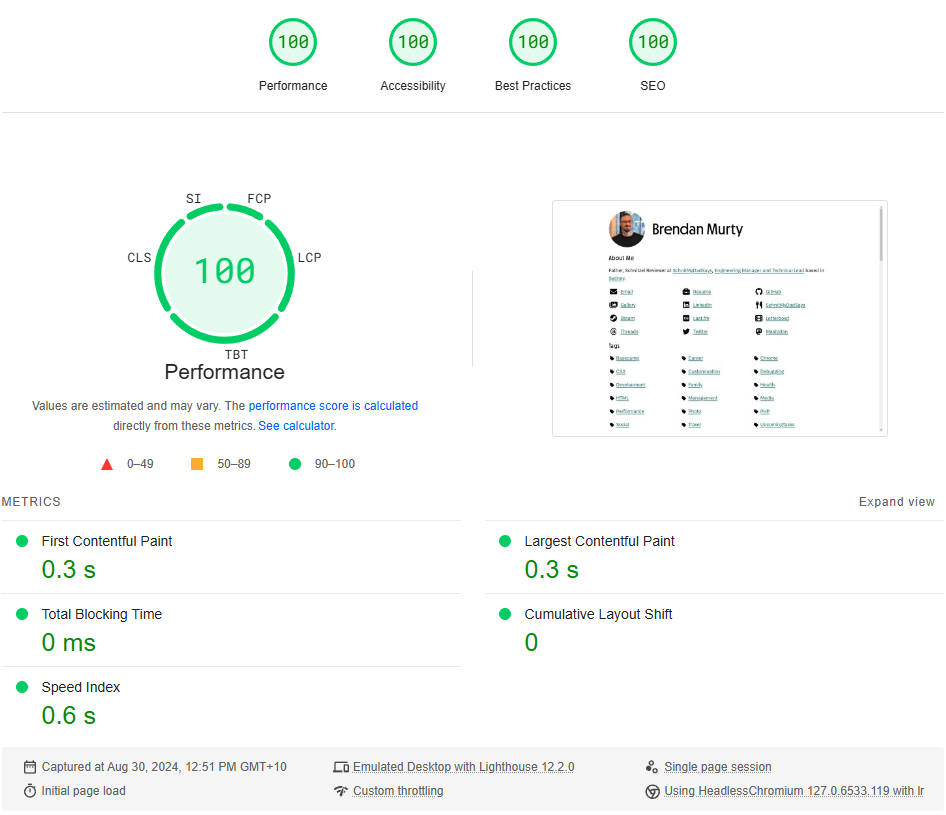 100 100 100 100
Performance Accessibility Best Practices SEO
SI FCP
CLS LCP
100
TBT
Performance
Values are estimated and may vary. The performance score is calculated
directly from these metrics. See calculator.
0–49 50–89 90–100
Brendan Murty
About Me
Father, Schnitzel Reviewer at SchnitMyDadSays, Engineering Manager and Technical Lead based in
Sydney.
Email Resume GitHub
Gallery LinkedIn SchnitMyDadSays
Steam Last.fm Letterboxd
Threads Twitter Mastodon
Tags
Basecamp Career Chrome
CSS Customisation Debugging
Development Family Health
HTML Management Media
Performance Photo PHP
Social Travel UpcomingTasks
METRICS Expand view
First Contentful Paint Largest Contentful Paint
0.3 s 0.3 s
Total Blocking Time Cumulative Layout Shift
0 ms 0
Speed Index
0.6 s
Captured at Aug 30, 2024, 12:51 PM GMT+10 Emulated Desktop with Lighthouse 12.2.0 Single page session
Initial page load Custom throttling Using HeadlessChromium 127.0.6533.119 with lr